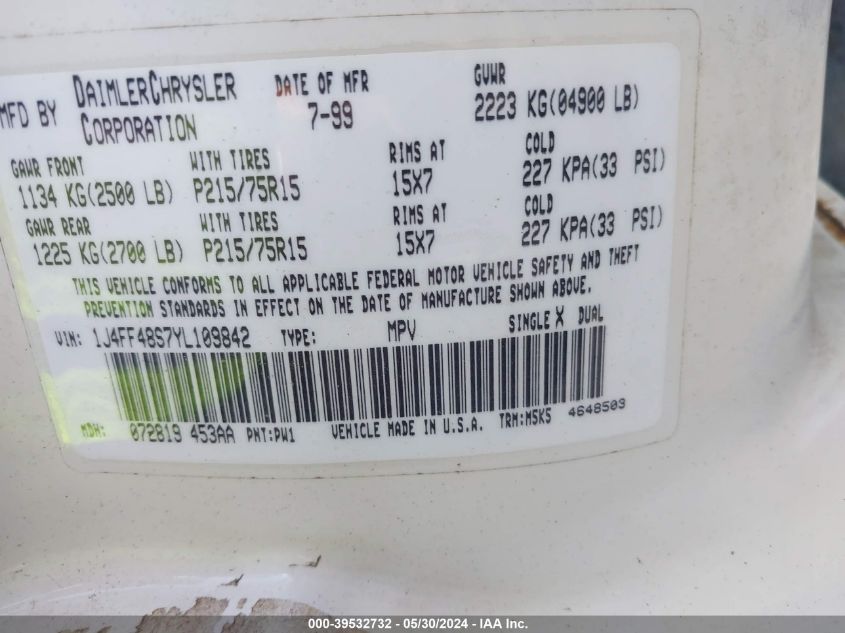 MFD BY DAIMLERCHRYSLER CORPORATION DATE OF MFR 7-99 GVWR 2223 KG(04900 LB)
GAWR FRONT WITH TIRES RIMS AT COLD
1134 KG(2500 LB) P215/75R15 15X7 227 KPA(33 PSI)
GAWR REAR WITH TIRES RIMS AT COLD
1225 KG(2700 LB) P215/75R15 15X7 227 KPA(33 PSI)
THIS VEHICLE CONFORMS TO ALL APPLICABLE FEDERAL MOTOR VEHICLE SAFETY AND THEFT
PREVENTION STANDARDS IN EFFECT ON THE DATE OF MANUFACTURE SHOWN ABOVE.
VIN: 1J4FF48S7YL109842 TYPE: MPV SINGLE X DUAL
MDH: 072819 453AA PNT:PW1 VEHICLE MADE IN U.S.A. TRM:M5K5 4648503
000-39532732 - 05/30/2024 - IAA Inc.